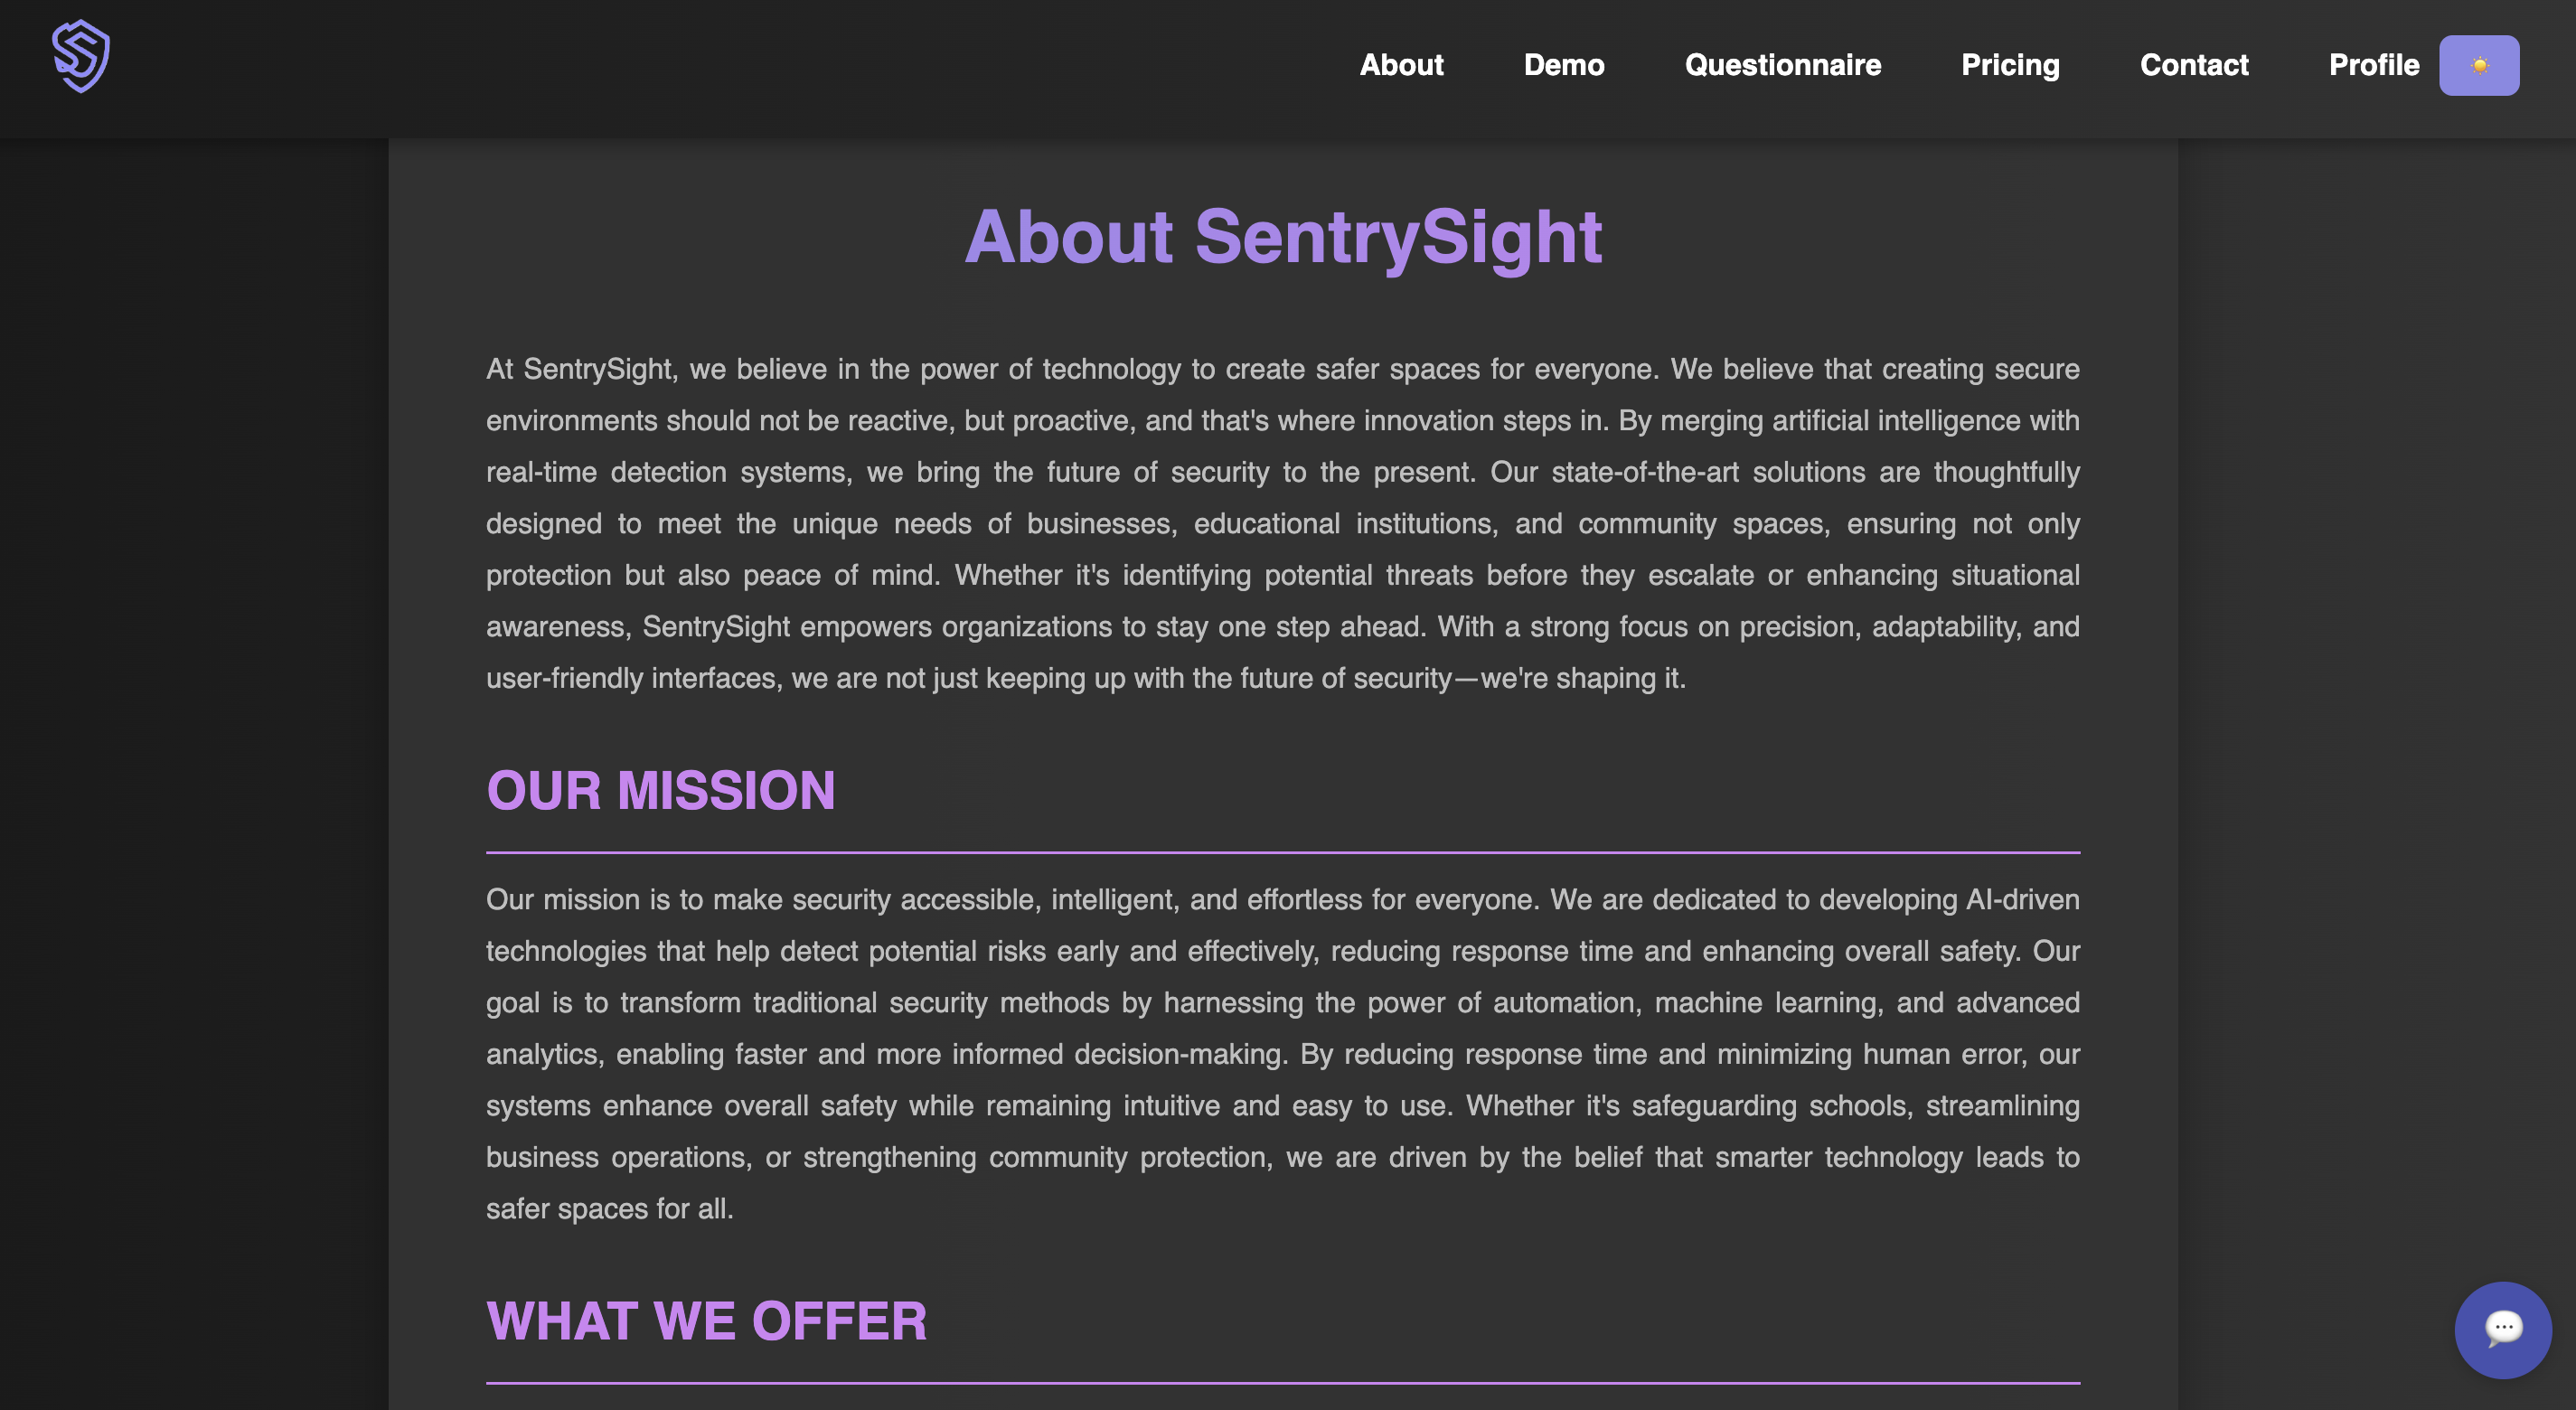 About Demo Questionnaire Pricing Contact Profile
About SentrySight
At SentrySight, we believe in the power of technology to create safer spaces for everyone. We believe that creating secure
environments should not be reactive, but proactive, and that's where innovation steps in. By merging artificial intelligence with
real-time detection systems, we bring the future of security to the present. Our state-of-the-art solutions are thoughtfully
designed to meet the unique needs of businesses, educational institutions, and community spaces, ensuring not only
protection but also peace of mind. Whether it's identifying potential threats before they escalate or enhancing situational
awareness, SentrySight empowers organizations to stay one step ahead. With a strong focus on precision, adaptability, and
user-friendly interfaces, we are not just keeping up with the future of security—we're shaping it.
OUR MISSION
Our mission is to make security accessible, intelligent, and effortless for everyone. We are dedicated to developing AI-driven
technologies that help detect potential risks early and effectively, reducing response time and enhancing overall safety. Our
goal is to transform traditional security methods by harnessing the power of automation, machine learning, and advanced
analytics, enabling faster and more informed decision-making. By reducing response time and minimizing human error, our
systems enhance overall safety while remaining intuitive and easy to use. Whether it's safeguarding schools, streamlining
business operations, or strengthening community protection, we are driven by the belief that smarter technology leads to
safer spaces for all.
WHAT WE OFFER